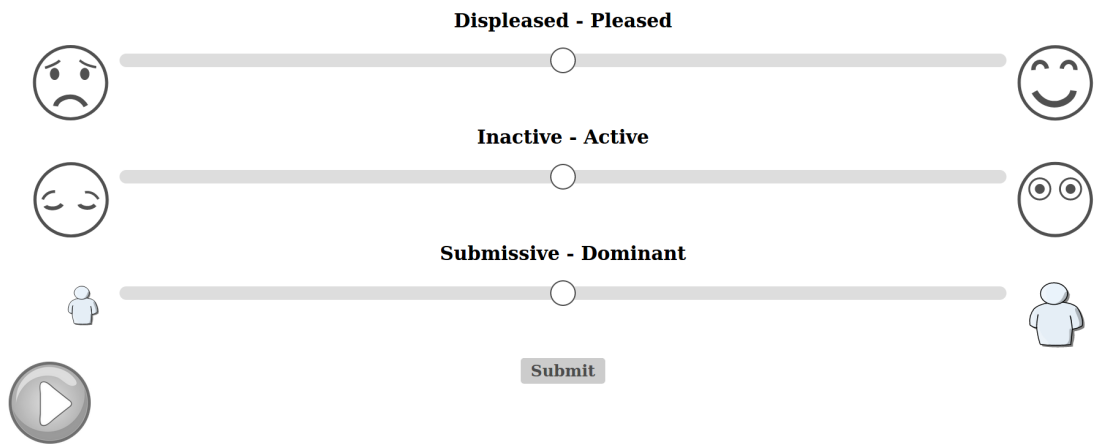 Displeased - Pleased
Inactive - Active
Submissive - Dominant
Submit